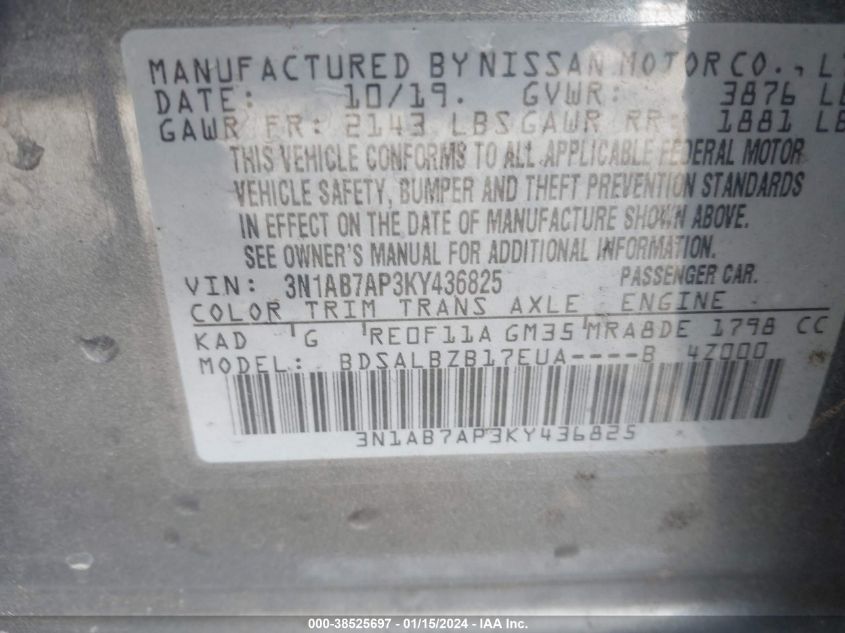 MANUFACTURED BY NISSAN MOTOR CO., LT
DATE: 10/19. GVWR: 3876 LB
GAWR FR: 2143 LBS GAWR RR: 1881 LB
THIS VEHICLE CONFORMS TO ALL APPLICABLE FEDERAL MOTOR
VEHICLE SAFETY, BUMPER AND THEFT PREVENTION STANDARDS
IN EFFECT ON THE DATE OF MANUFACTURE SHOWN ABOVE.
SEE OWNER'S MANUAL FOR ADDITIONAL INFORMATION.
VIN: 3N1AB7AP3KY436825 PASSENGER CAR.
COLOR TRIM TRANS AXLE ENGINE
KAD G RE0F11A GM35 MRA8DE 1798 CC
MODEL: BDSALBZB17EUA----B 4Z000
3N1AB7AP3KY436825
000-38525697 - 01/15/2024 - IAA Inc.